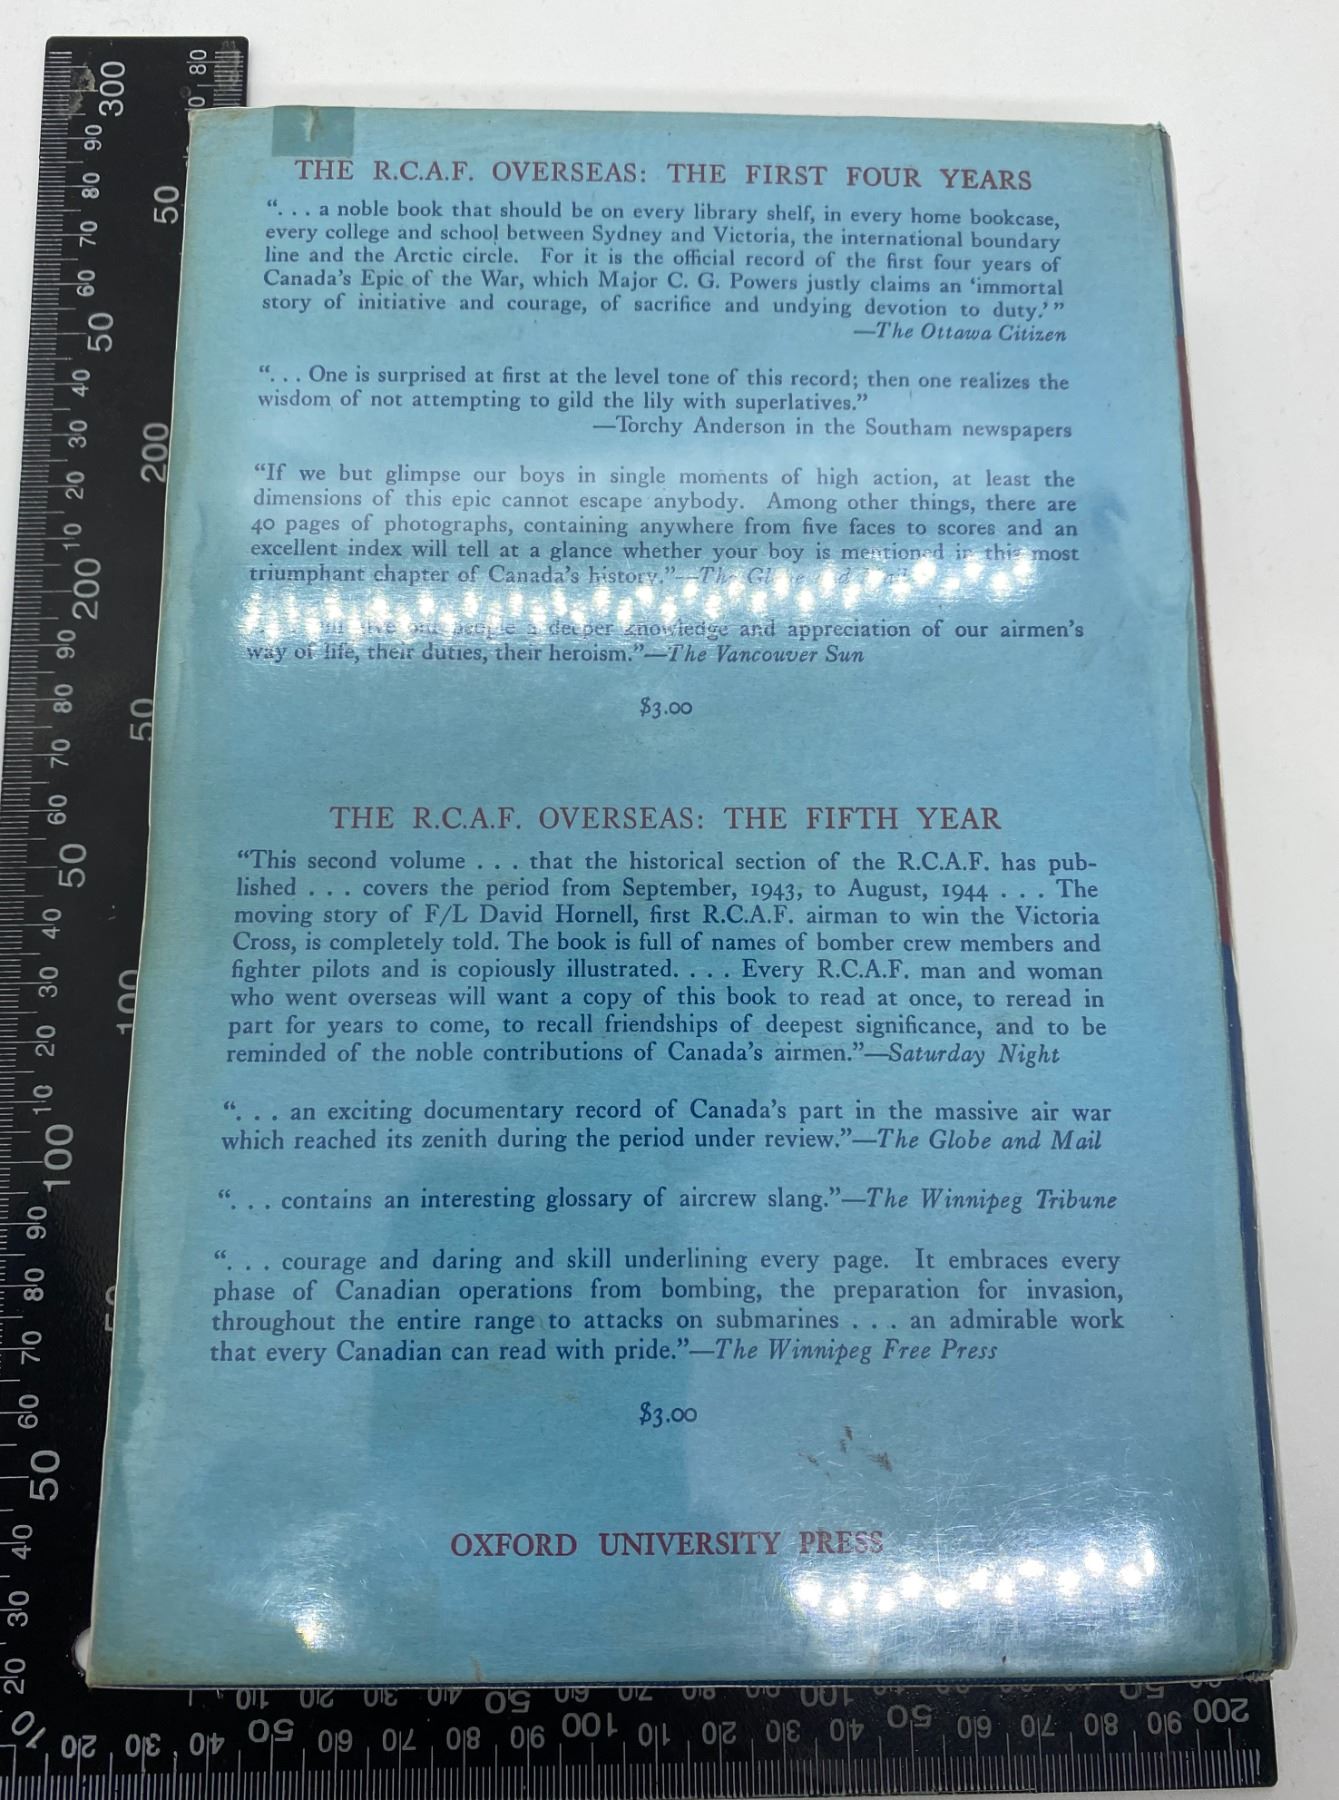 THE R.C.A.F. OVERSEAS: THE FIRST FOUR YEARS
“. . . a noble book that should be on every library shelf, in every home bookcase,
every college and school between Sydney and Victoria, the international boundary
line and the Arctic circle. For it is the official record of the first four years of
Canada’s Epic of the War, which Major C. G. Powers justly claims an ‘immortal
story of initiative and courage, of sacrifice and undying devotion to duty.’ ”
—The Ottawa Citizen
“. . . One is surprised at first at the level tone of this record; then one realizes the
wisdom of not attempting to gild the lily with superlatives.”
—Torchy Anderson in the Southam newspapers
“If we but glimpse our boys in single moments of high action, at least the
dimensions of this epic cannot escape anybody. Among other things, there are
40 pages of photographs, containing anywhere from five faces to scores and an
excellent index will tell at a glance whether your boy is mentioned in this most
triumphant chapter of Canada’s history.”—The Globe and Mail
give our people a deeper knowledge and appreciation of our airmen’s
way of life, their duties, their heroism.”—The Vancouver Sun
$3.00
THE R.C.A.F. OVERSEAS: THE FIFTH YEAR
“This second volume . . . that the historical section of the R.C.A.F. has pub-
lished . . . covers the period from September, 1943, to August, 1944 . . . The
moving story of F/L David Hornell, first R.C.A.F. airman to win the Victoria
Cross, is completely told. The book is full of names of bomber crew members and
fighter pilots and is copiously illustrated. . . . Every R.C.A.F. man and woman
who went overseas will want a copy of this book to read at once, to reread in
part for years to come, to recall friendships of deepest significance, and to be
reminded of the noble contributions of Canada’s airmen.”—Saturday Night
“. . . an exciting documentary record of Canada’s part in the massive air war
which reached its zenith during the period under review.”—The Globe and Mail
“. . . contains an interesting glossary of aircrew slang.”—The Winnipeg Tribune
“. . . courage and daring and skill underlining every page. It embraces every
phase of Canadian operations from bombing, the preparation for invasion,
throughout the entire range to attacks on submarines . . . an admirable work
that every Canadian can read with pride.”—The Winnipeg Free Press
$3.00
OXFORD UNIVERSITY PRESS